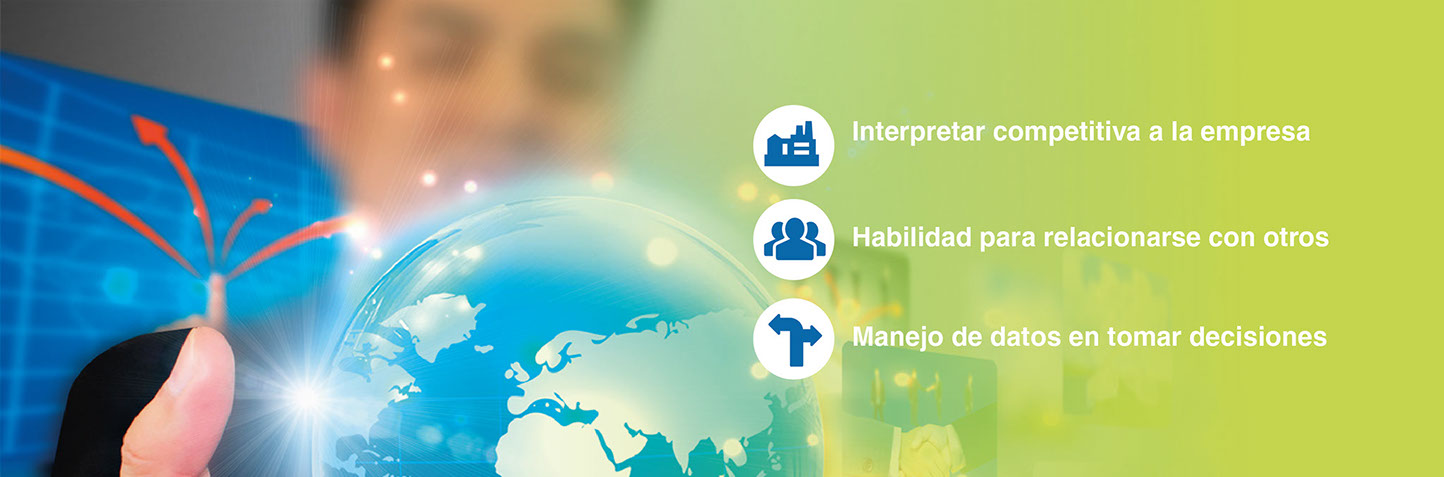 Interpretar competitiva a la empresa
Habilidad para relacionarse con otros
Manejo de datos en tomar decisiones